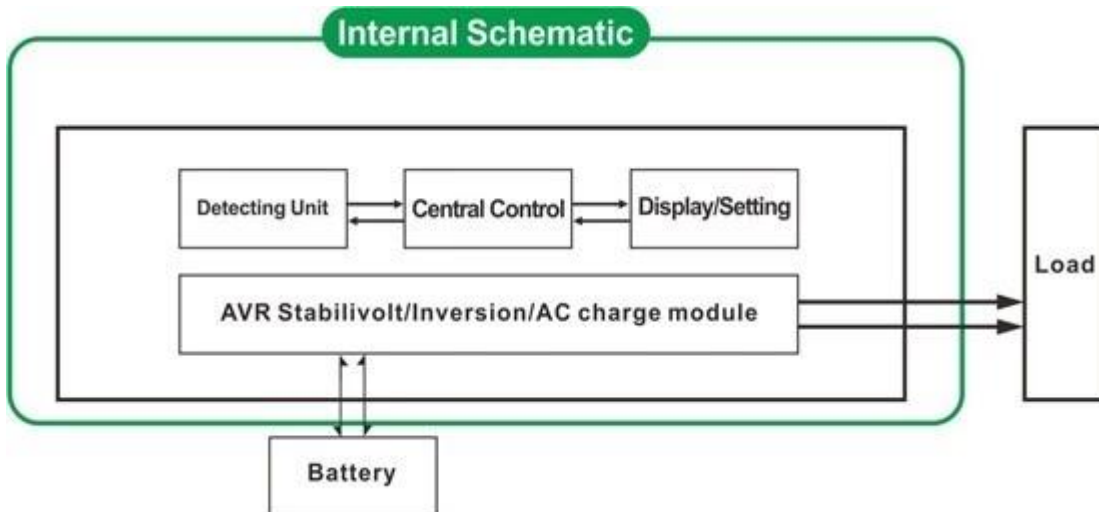 Internal Schematic
Detecting Unit
Central Control
Display/Setting
Load
AVR Stabilivolt/Inversion/AC charge module
Battery